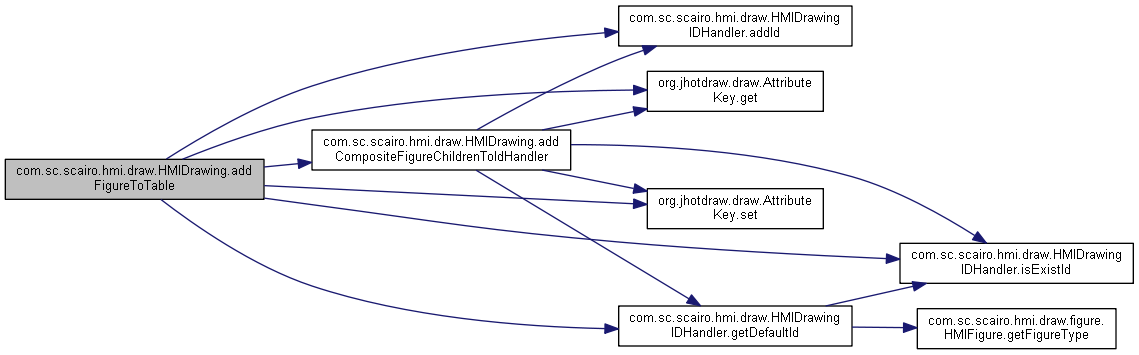 com.sc.scairo.hmi.draw.HMIDrawing
IDHandler.addId
org.jhotdraw.draw.Attribute
Key.get
com.sc.scairo.hmi.draw.HMIDrawing.add
CompositeFigureChildrenToIdHandler
com.sc.scairo.hmi.draw.HMIDrawing.add
FigureToTable
org.jhotdraw.draw.Attribute
Key.set
com.sc.scairo.hmi.draw.HMIDrawing
IDHandler.isExistId
com.sc.scairo.hmi.draw.HMIDrawing
IDHandler.getDefaultId
com.sc.scairo.hmi.draw.figure.
HMIFigure.getFigureType